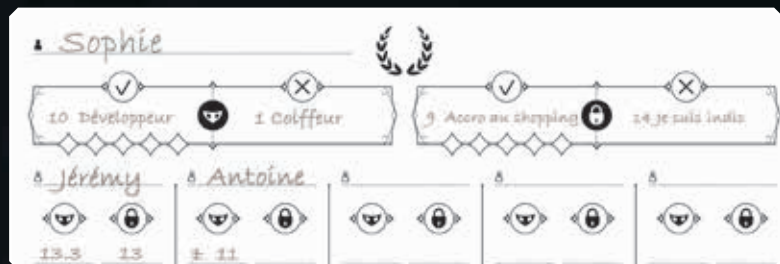 Sophie
10 Développeur 1 Coiffeur 9 Accro au shopping 14 je suis indis
Jérémy Antoine
13.3 13 11